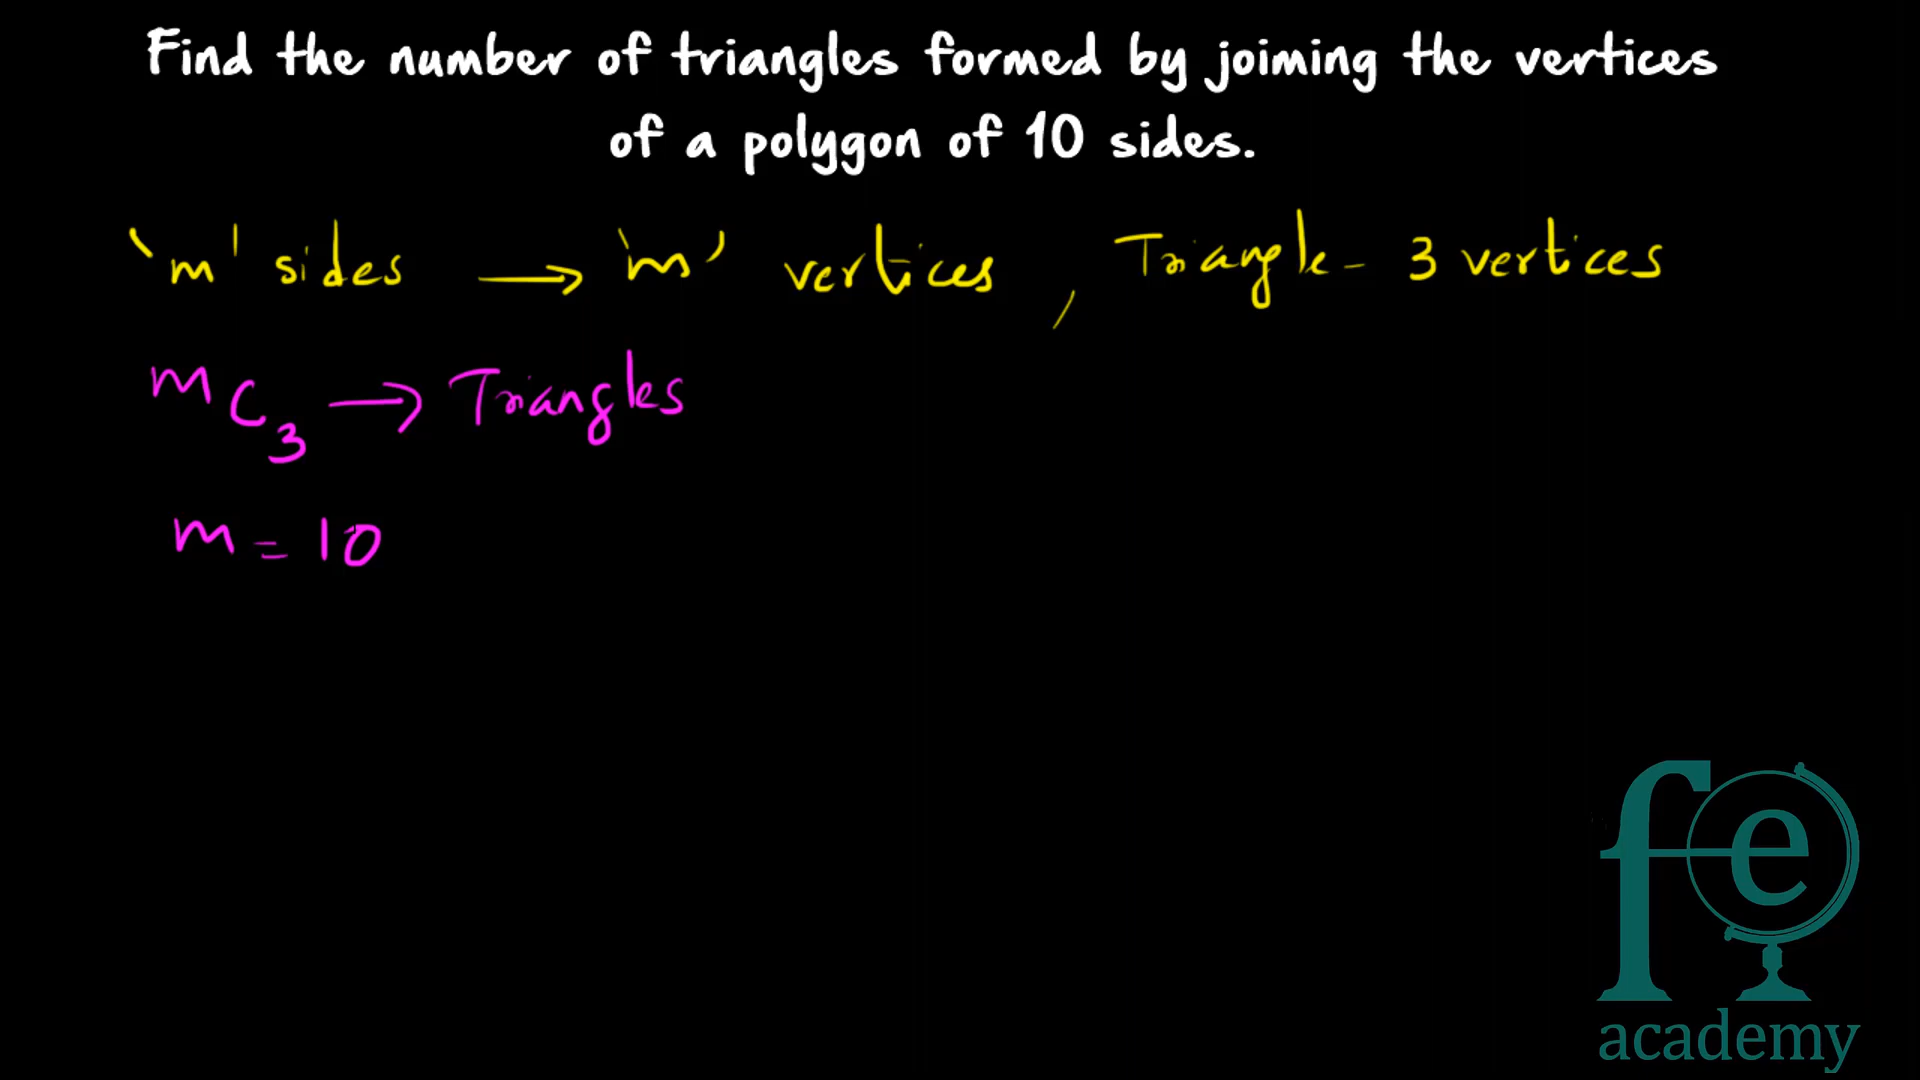 Find the number of triangles formed by joining the vertices
of a polygon of 10 sides.
'm' sides → 'm' vertices , Triangle - 3 vertices
mC3 → Triangles
m = 10
fe
academy